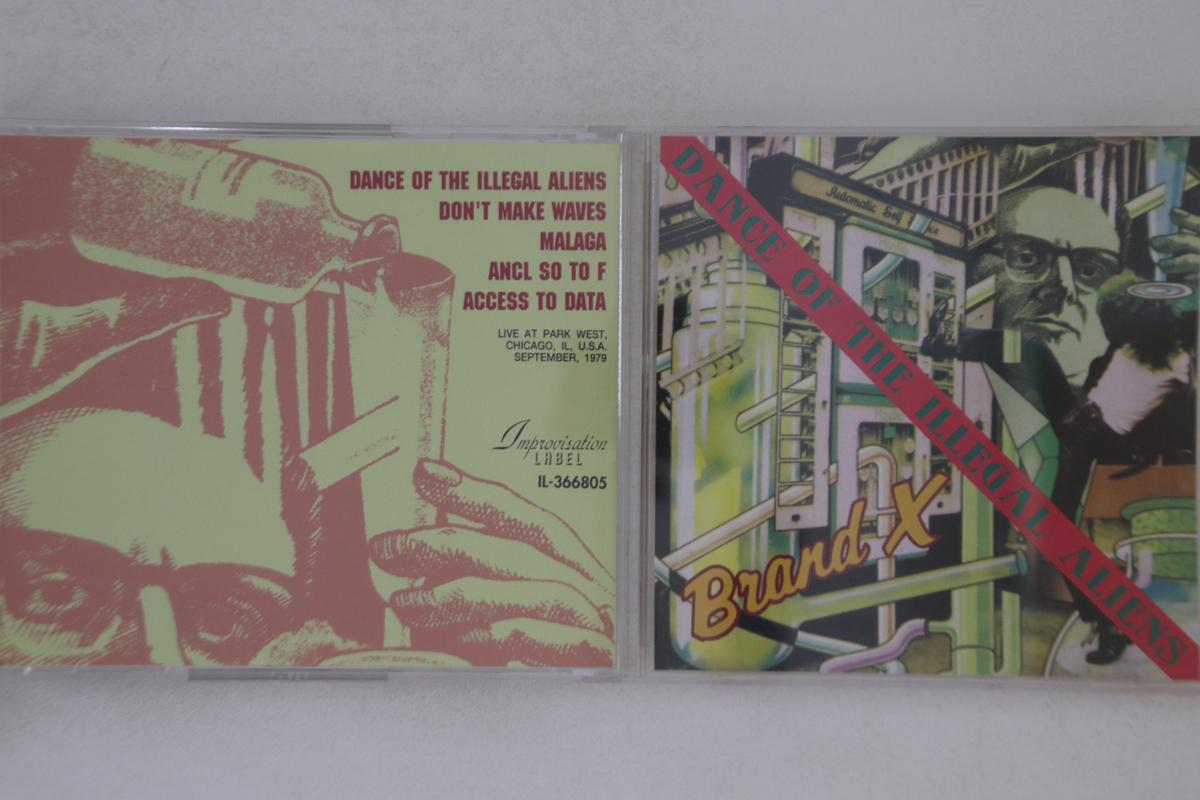 DANCE OF THE ILLEGAL ALIENS
DON'T MAKE WAVES
MALAGA
ANCL SO TO F
ACCESS TO DATA
LIVE AT PARK WEST,
CHICAGO, IL, U.S.A.
SEPTEMBER, 1979
Improvisation
LABEL
IL-366805
DANCE OF THE ILLEGAL ALIENS
Automatic
Brand X